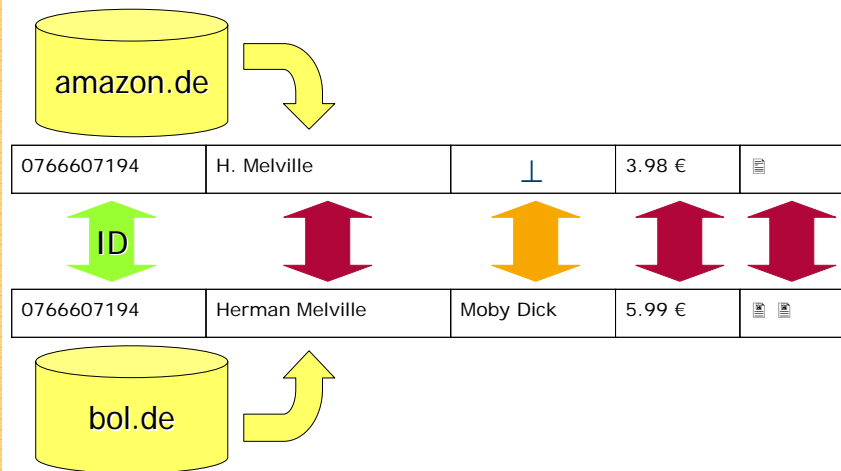 amazon.de
0766607194 H. Melville ⊥ 3.98 €
ID
0766607194 Herman Melville Moby Dick 5.99 €
bol.de